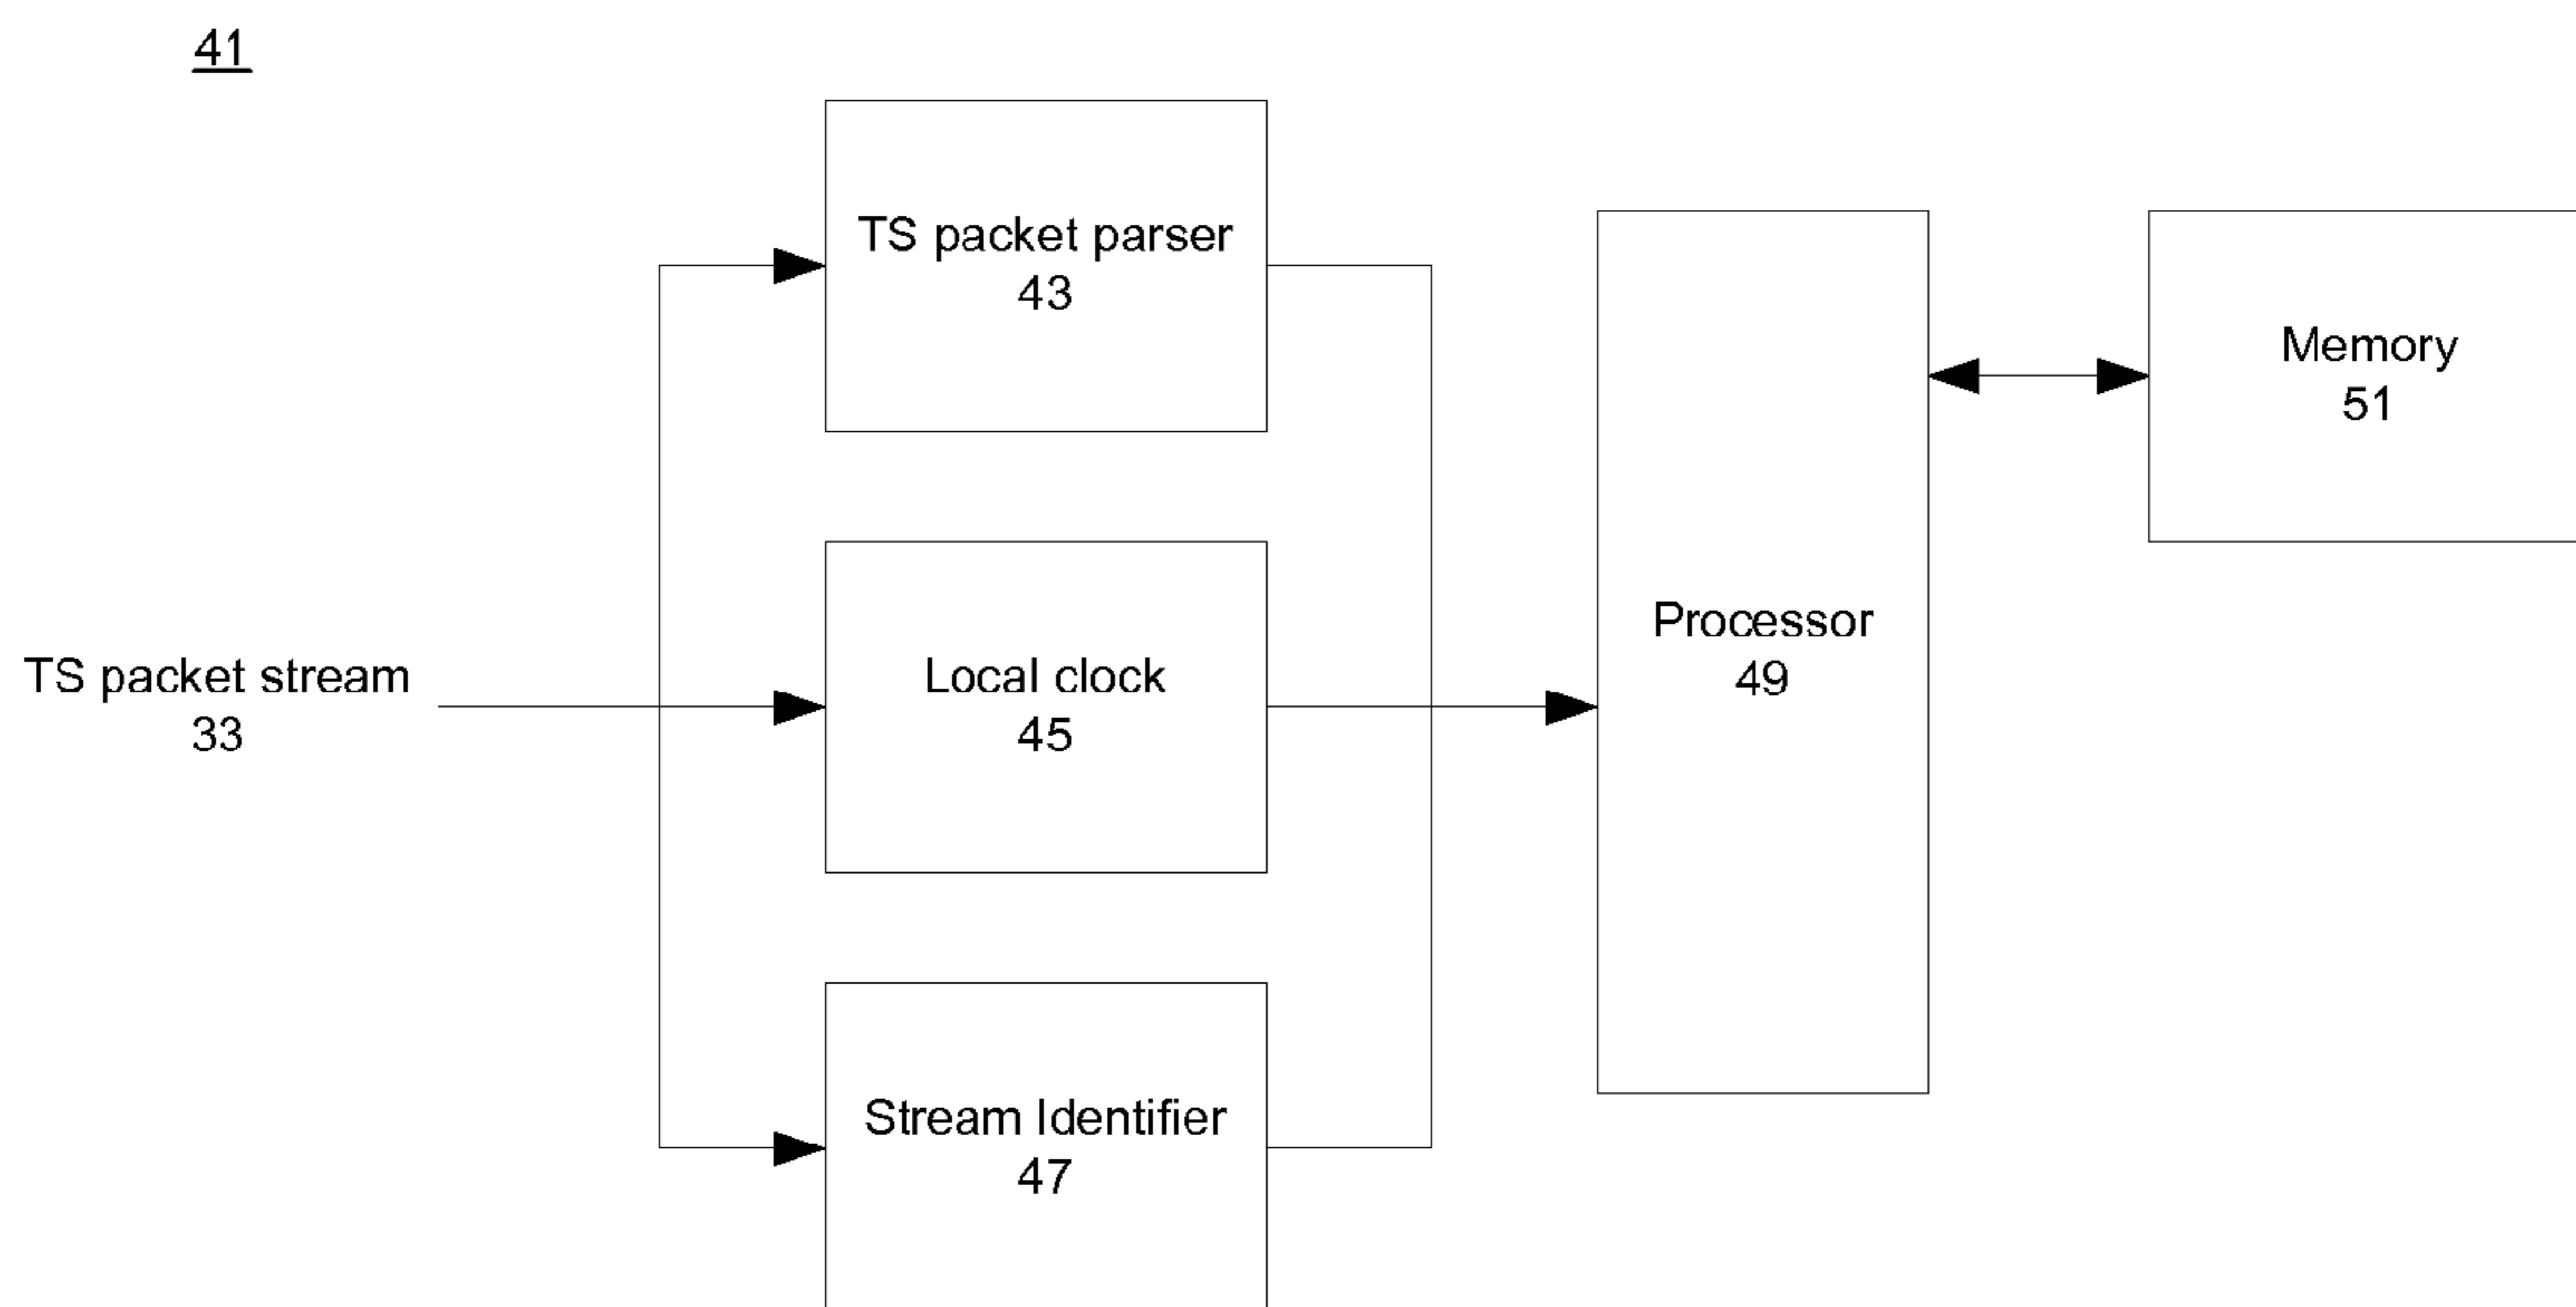 41
TS packet parser
43
Memory
51
Processor
49
TS packet stream
33
Local clock
45
Stream Identifier
47